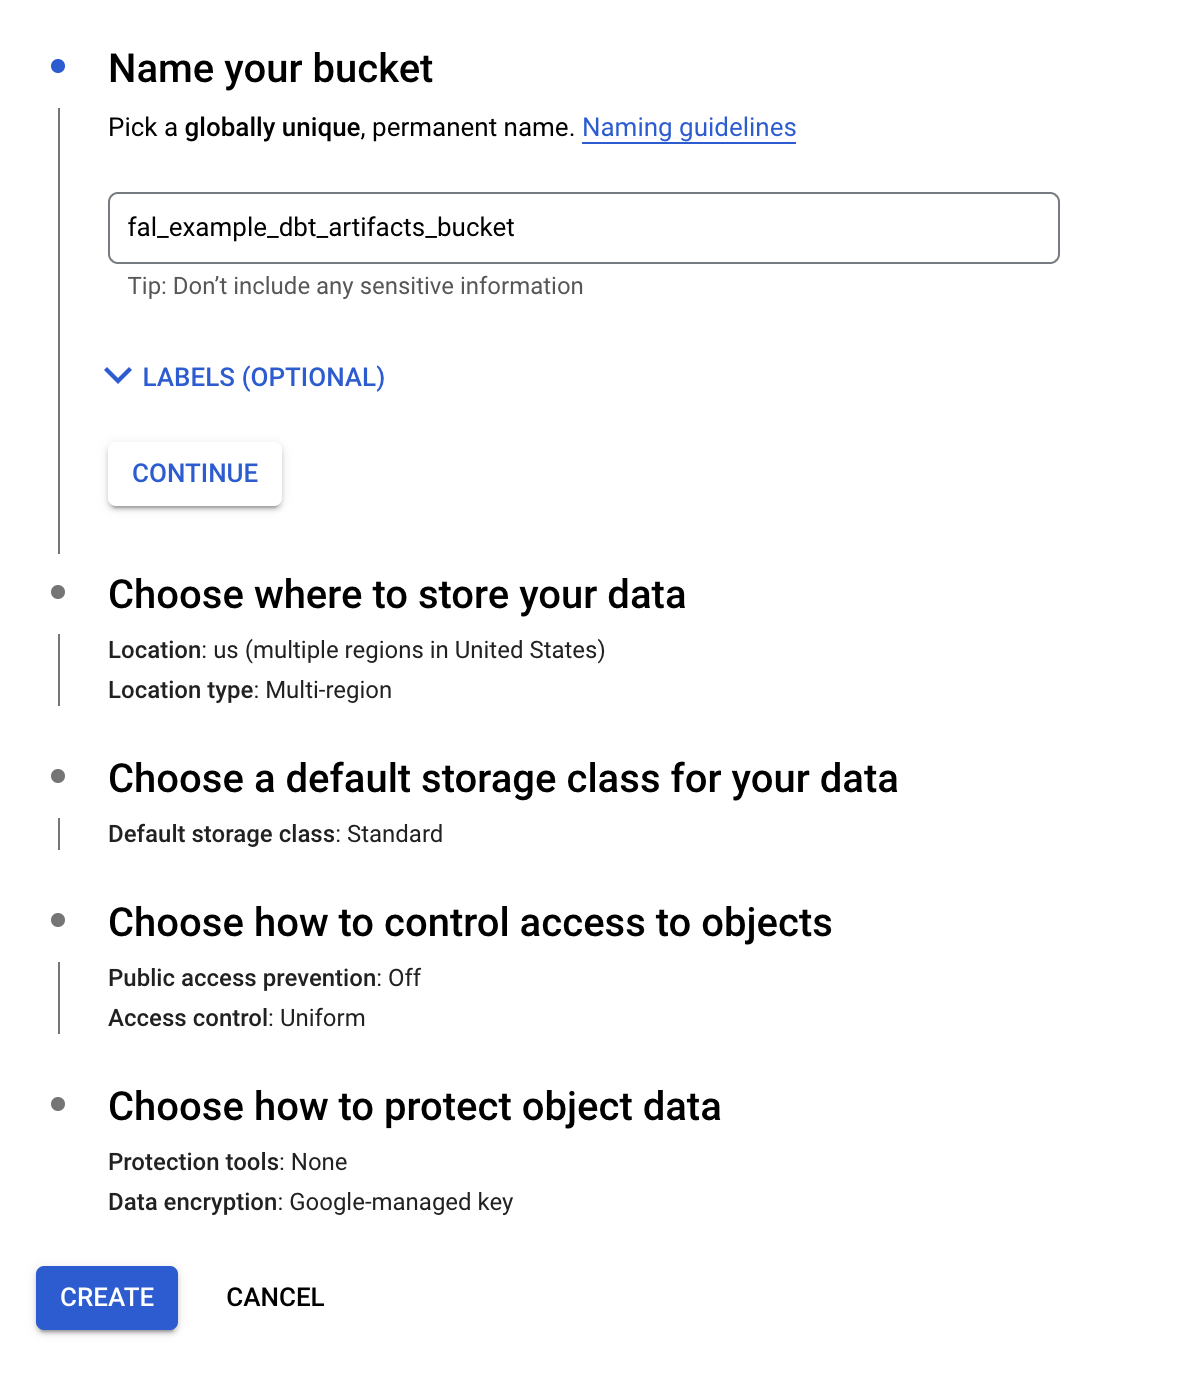 Name your bucket
Pick a globally unique, permanent name. Naming guidelines
fal_example_dbt_artifacts_bucket
Tip: Don’t include any sensitive information
LABELS (OPTIONAL)
CONTINUE
Choose where to store your data
Location: us (multiple regions in United States)
Location type: Multi-region
Choose a default storage class for your data
Default storage class: Standard
Choose how to control access to objects
Public access prevention: Off
Access control: Uniform
Choose how to protect object data
Protection tools: None
Data encryption: Google-managed key
CREATE CANCEL